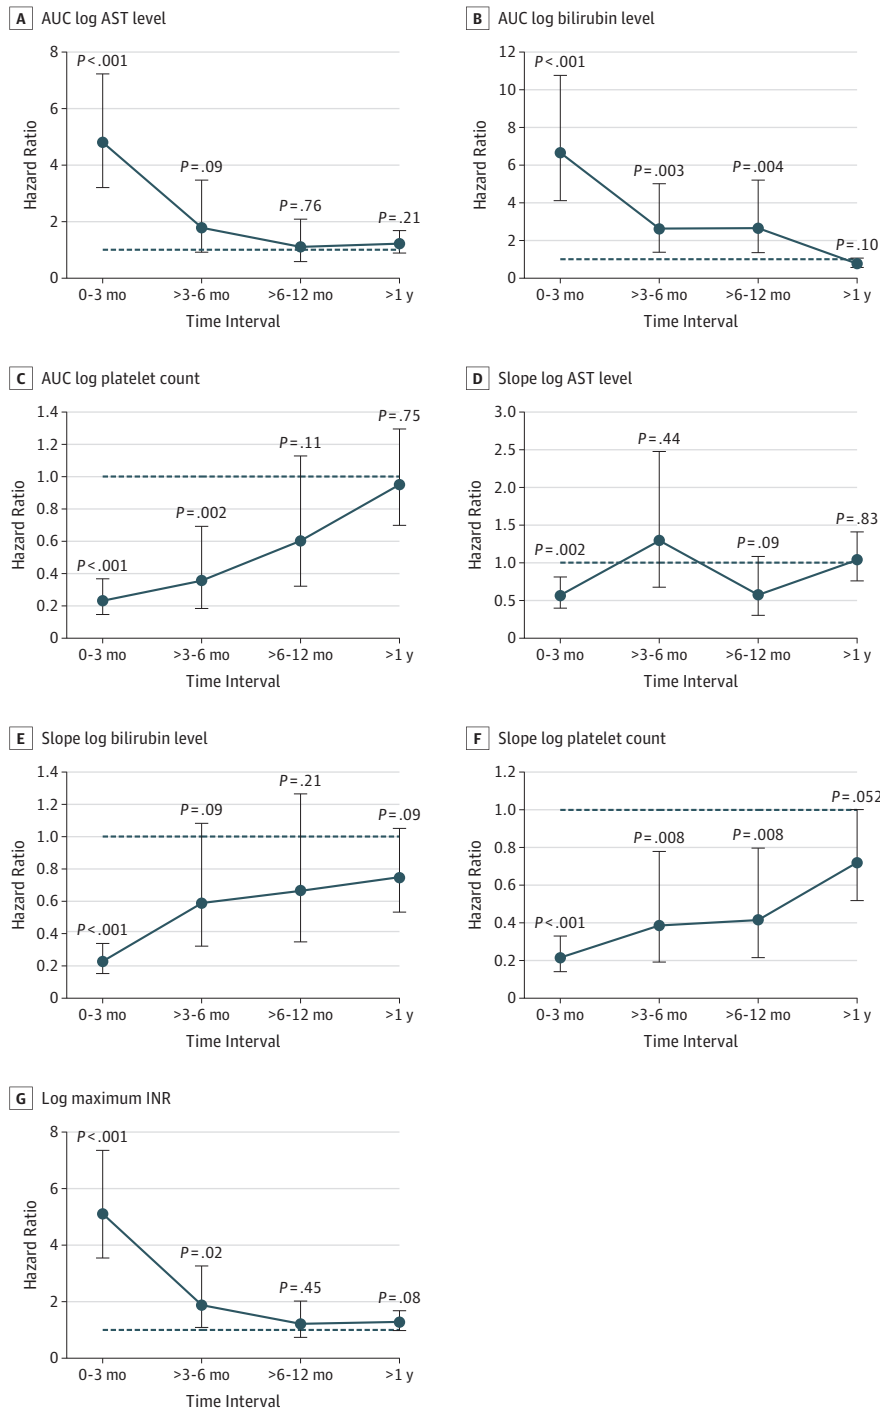 A AUC log AST level
8
6
4
2
0
Hazard Ratio
P<.001
P=.09
P=.76
P=.21
0-3 mo >3-6 mo >6-12 mo >1 y
Time Interval
B AUC log bilirubin level
12
10
8
6
4
2
0
Hazard Ratio
P<.001
P=.003
P=.004
P=.10
0-3 mo >3-6 mo >6-12 mo >1 y
Time Interval
C AUC log platelet count
1.4
1.2
1.0
0.8
0.6
0.4
0.2
0
Hazard Ratio
P<.001
P=.002
P=.11
P=.75
0-3 mo >3-6 mo >6-12 mo >1 y
Time Interval
D Slope log AST level
3.0
2.5
2.0
1.5
1.0
0.5
0
Hazard Ratio
P=.002
P=.44
P=.09
P=.83
0-3 mo >3-6 mo >6-12 mo >1 y
Time Interval
E Slope log bilirubin level
1.4
1.2
1.0
0.8
0.6
0.4
0.2
0
Hazard Ratio
P<.001
P=.09
P=.21
P=.09
0-3 mo >3-6 mo >6-12 mo >1 y
Time Interval
F Slope log platelet count
1.2
1.0
0.8
0.6
0.4
0.2
0
Hazard Ratio
P<.001
P=.008
P=.008
P=.052
0-3 mo >3-6 mo >6-12 mo >1 y
Time Interval
G Log maximum INR
8
6
4
2
0
Hazard Ratio
P<.001
P=.02
P=.45
P=.08
0-3 mo >3-6 mo >6-12 mo >1 y
Time Interval